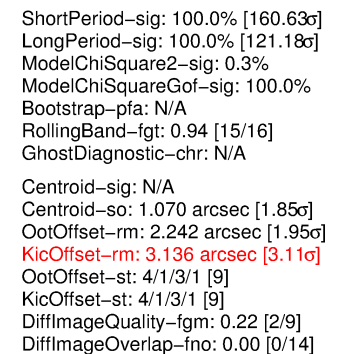 ShortPeriod−sig: 100.0% [160.63σ]
LongPeriod−sig: 100.0% [121.18σ]
ModelChiSquare2−sig: 0.3%
ModelChiSquareGof−sig: 100.0%
Bootstrap−pfa: N/A
RollingBand−fgt: 0.94 [15/16]
GhostDiagnostic−chr: N/A
Centroid−sig: N/A
Centroid−so: 1.070 arcsec [1.85σ]
OotOffset−rm: 2.242 arcsec [1.95σ]
KicOffset−rm: 3.136 arcsec [3.11σ]
OotOffset−st: 4/1/3/1 [9]
KicOffset−st: 4/1/3/1 [9]
DiffImageQuality−fgm: 0.22 [2/9]
DiffImageOverlap−fno: 0.00 [0/14]